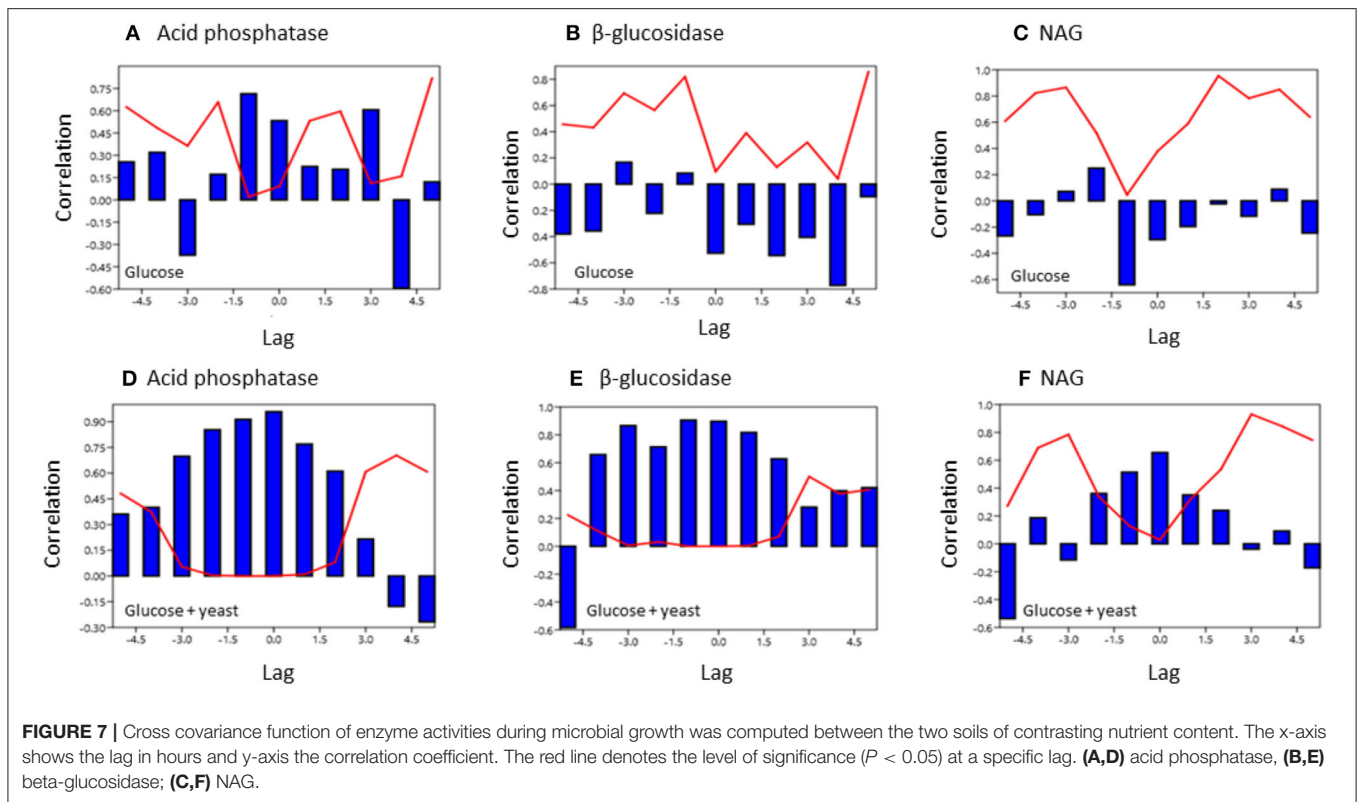 A Acid phosphatase
Correlation
0.75
0.60
0.45
0.30
0.15
0.00
-0.15
-0.30
-0.45
-0.60
Glucose
-4.5 -3.0 -1.5 0.0 1.5 3.0 4.5
Lag
B β-glucosidase
Correlation
0.8
0.6
0.4
0.2
0.0
0.2
0.4
0.6
-0.8
Glucose
-4.5 -3.0 -1.5 0.0 1.5 3.0 4.5
Lag
C NAG
Correlation
1.0
0.8
0.6
0.4
0.2
0.0
-0.2
-0.4
-0.6
Glucose
-4.5 -3.0 -1.5 0.0 1.5 3.0 4.5
Lag
D Acid phosphatase
Correlation
0.90
0.75
0.60
0.45
0.30
0.15
0.00
-0.15
-0.30
Glucose + yeast
-4.5 -3.0 -1.5 0.0 1.5 3.0 4.5
Lag
E β-glucosidase
Correlation
1.0
0.8
0.6
0.4
0.2
0.0
-0.2
-0.4
-0.6
Glucose + yeast
-4.5 -3.0 -1.5 0.0 1.5 3.0 4.5
Lag
F NAG
Correlation
1.0
0.8
0.6
0.4
0.2
0.0
-0.2
-0.4
-0.6
Glucose + yeast
-4.5 -3.0 -1.5 0.0 1.5 3.0 4.5
Lag
FIGURE 7 | Cross covariance function of enzyme activities during microbial growth was computed between the two soils of contrasting nutrient content. The x-axis
shows the lag in hours and y-axis the correlation coefficient. The red line denotes the level of significance (P < 0.05) at a specific lag. (A,D) acid phosphatase, (B,E)
beta-glucosidase; (C,F) NAG.